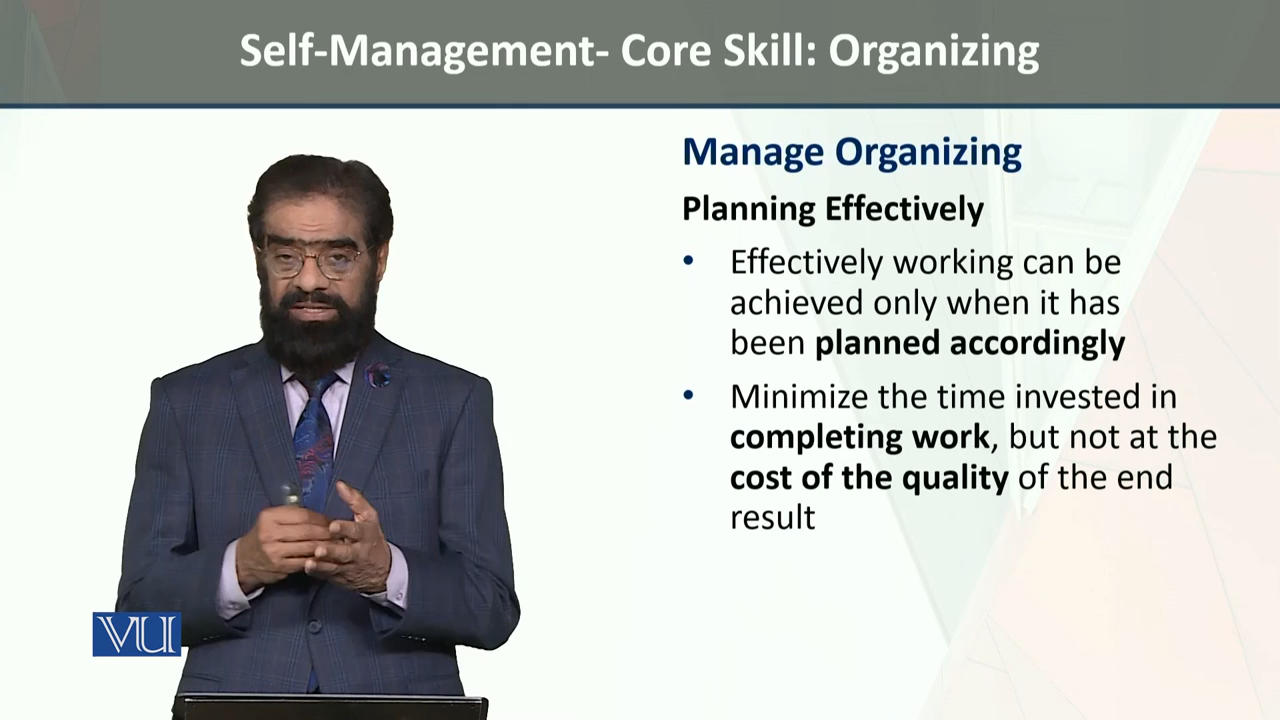 Self-Management- Core Skill: Organizing
Manage Organizing
Planning Effectively
• Effectively working can be
achieved only when it has
been planned accordingly
• Minimize the time invested in
completing work, but not at the
cost of the quality of the end
result
VU